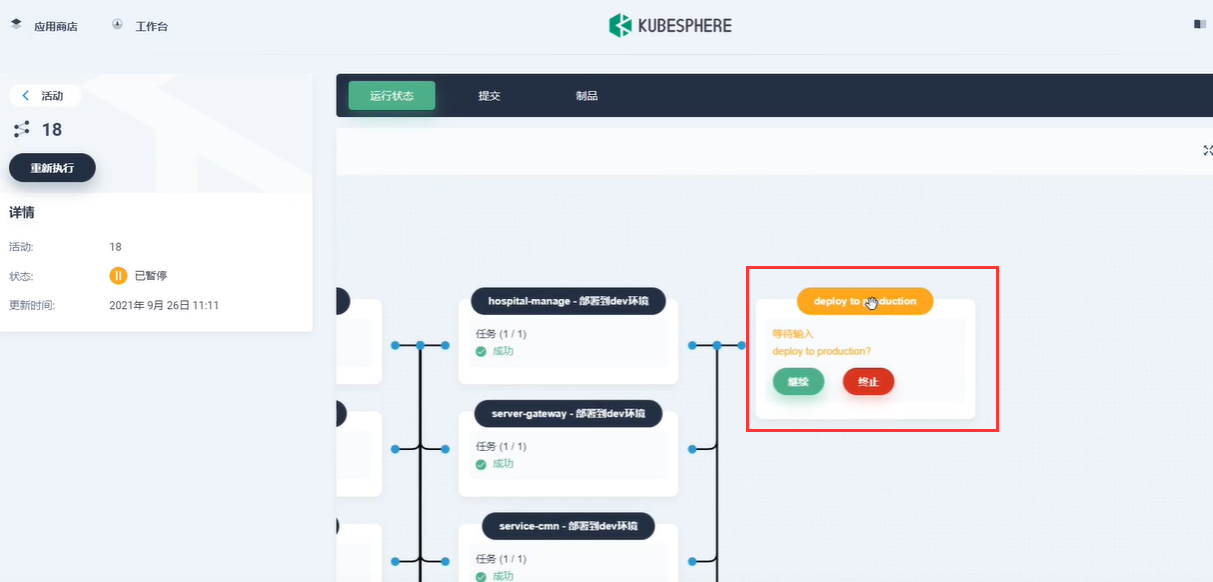 应用商店
工作台
KUBESPHERE
活动
18
重新执行
详情
活动: 18
状态: 已暂停
更新时间: 2021年 9月 26日 11:11
运行状态
提交
制品
hospital-manage - 部署到dev环境
任务 (1 / 1)
成功
server-gateway - 部署到dev环境
任务 (1 / 1)
成功
service-cmn - 部署到dev环境
任务 (1 / 1)
成功
deploy to production
等待输入
deploy to production?
继续
终止